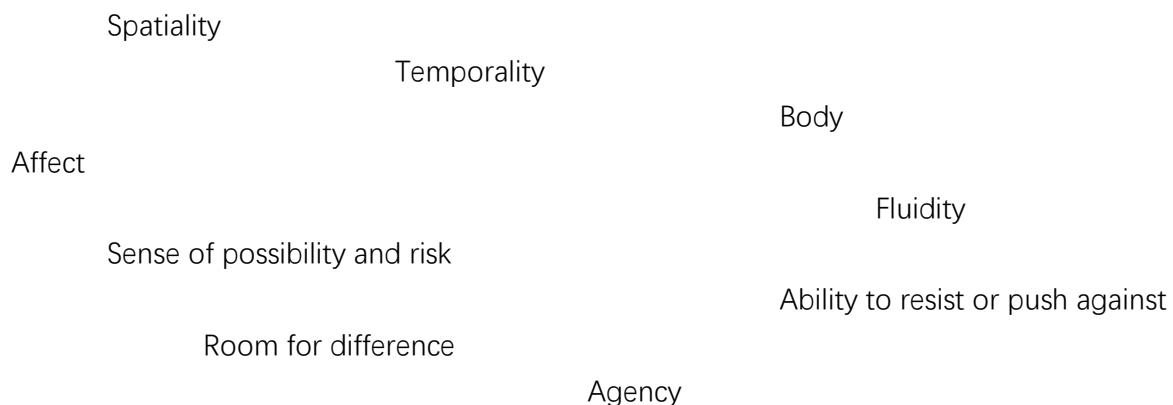 Spatiality
Temporality
Body
Affect
Fluidity
Sense of possibility and risk
Ability to resist or push against
Room for difference
Agency